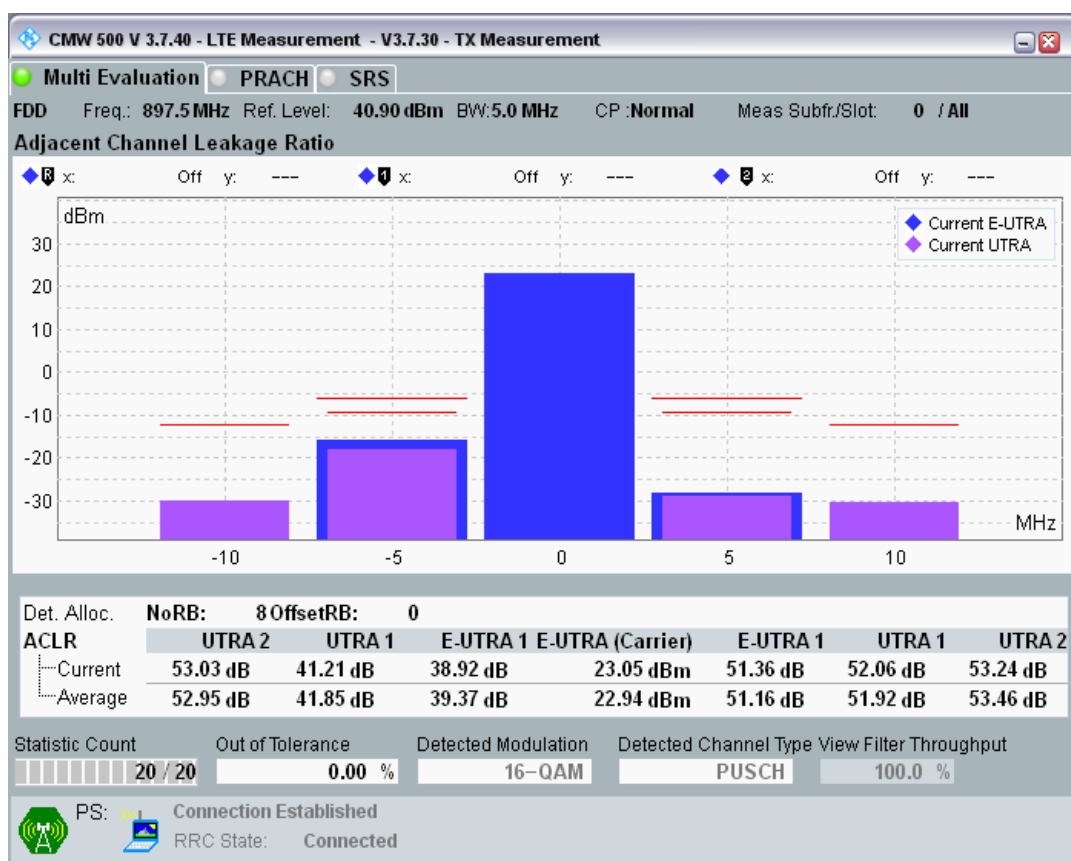 CMW 500 V 3.7.40 - LTE Measurement - V3.7.30 - TX Measurement
Multi Evaluation PRACH SRS
FDD Freq.: 897.5 MHz Ref. Level: 40.90 dBm BW:5.0 MHz CP :Normal Meas Subfr./Slot: 0 / All
Adjacent Channel Leakage Ratio
R x: Off y: --- 1 x: Off y: --- 2 x: Off y: ---
dBm
Current E-UTRA
Current UTRA
30
20
10
0
-10
-20
-30
MHz
-10 -5 0 5 10
Det. Alloc. NoRB: 8 OffsetRB: 0
ACLR UTRA 2 UTRA 1 E-UTRA 1 E-UTRA (Carrier) E-UTRA 1 UTRA 1 UTRA 2
Current 53.03 dB 41.21 dB 38.92 dB 23.05 dBm 51.36 dB 52.06 dB 53.24 dB
Average 52.95 dB 41.85 dB 39.37 dB 22.94 dBm 51.16 dB 51.92 dB 53.46 dB
Statistic Count Out of Tolerance Detected Modulation Detected Channel Type View Filter Throughput
20 / 20 0.00 % 16-QAM PUSCH 100.0 %
PS: Connection Established
RRC State: Connected